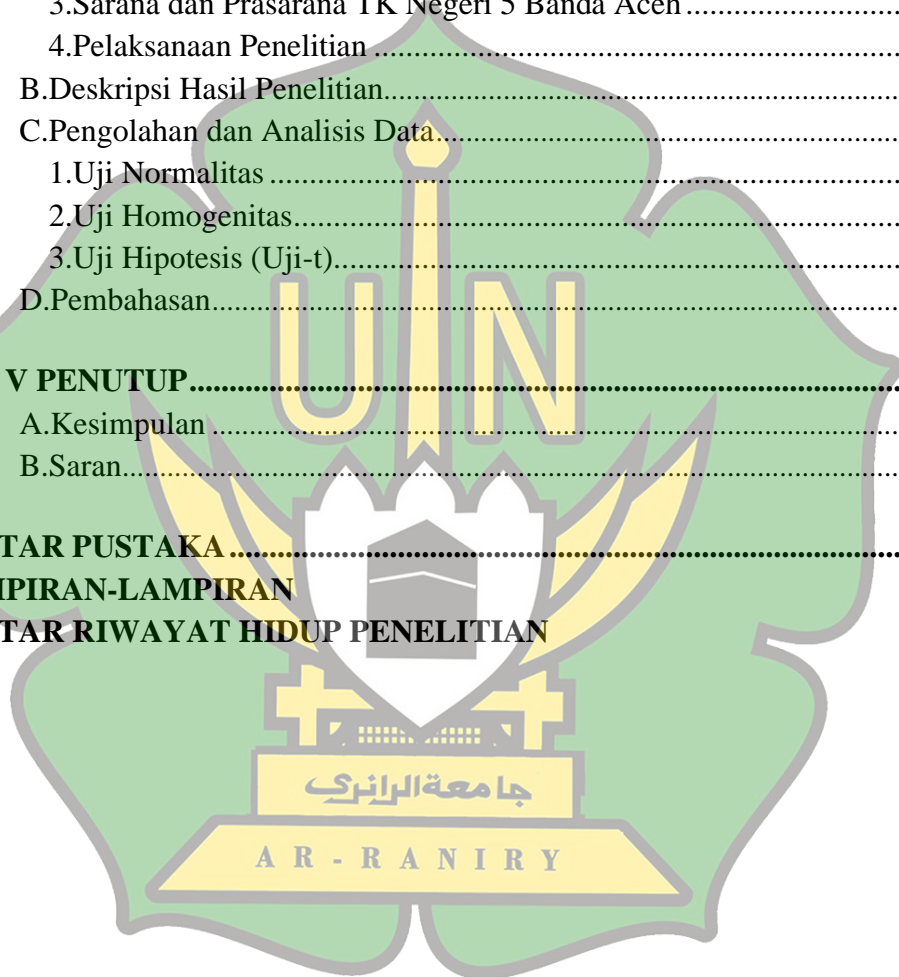 3.Sarana dan Prasarana TK Negeri 5 Banda Aceh
4.Pelaksanaan Penelitian
B.Deskripsi Hasil Penelitian
C.Pengolahan dan Analisis Data
1.Uji Normalitas
2.Uji Homogenitas
3.Uji Hipotesis (Uji-t)
D.Pembahasan
UIN
V PENUTUP
A.Kesimpulan
B.Saran
TAR PUSTAKA
PIRAN-LAMPIRAN
TAR RIWAYAT HIDUP PENELITIAN
جامعة الرانري
AR-RANIRY